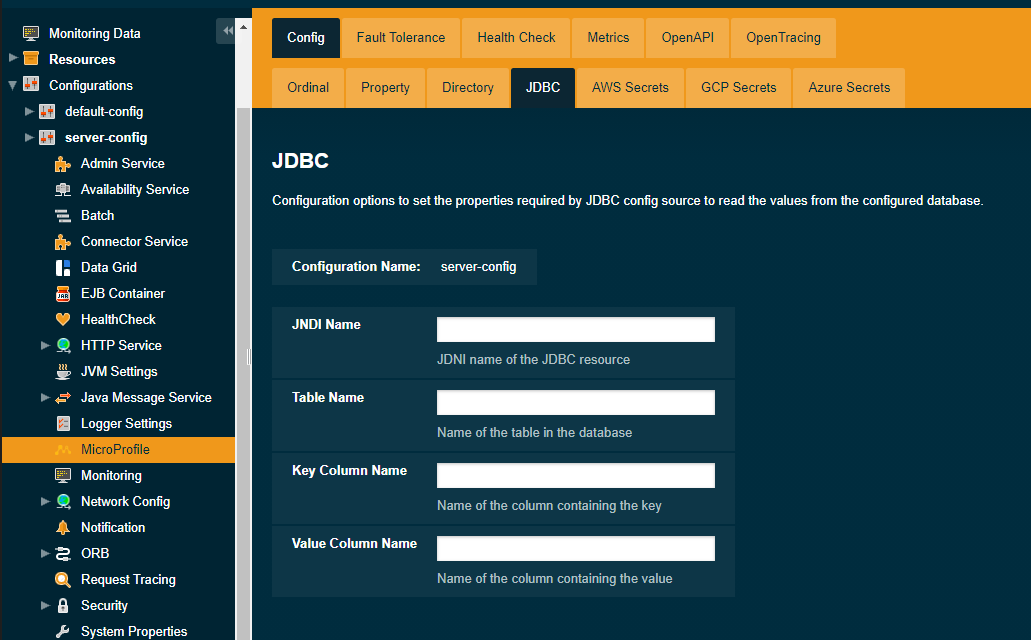 Monitoring Data
Resources
Configurations
default-config
server-config
Admin Service
Availability Service
Batch
Connector Service
Data Grid
EJB Container
HealthCheck
HTTP Service
JVM Settings
Java Message Service
Logger Settings
MicroProfile
Monitoring
Network Config
Notification
ORB
Request Tracing
Security
System Properties
Config Fault Tolerance Health Check Metrics OpenAPI OpenTracing
Ordinal Property Directory JDBC AWS Secrets GCP Secrets Azure Secrets
JDBC
Configuration options to set the properties required by JDBC config source to read the values from the configured database.
Configuration Name: server-config
JNDI Name
JDNI name of the JDBC resource
Table Name
Name of the table in the database
Key Column Name
Name of the column containing the key
Value Column Name
Name of the column containing the value